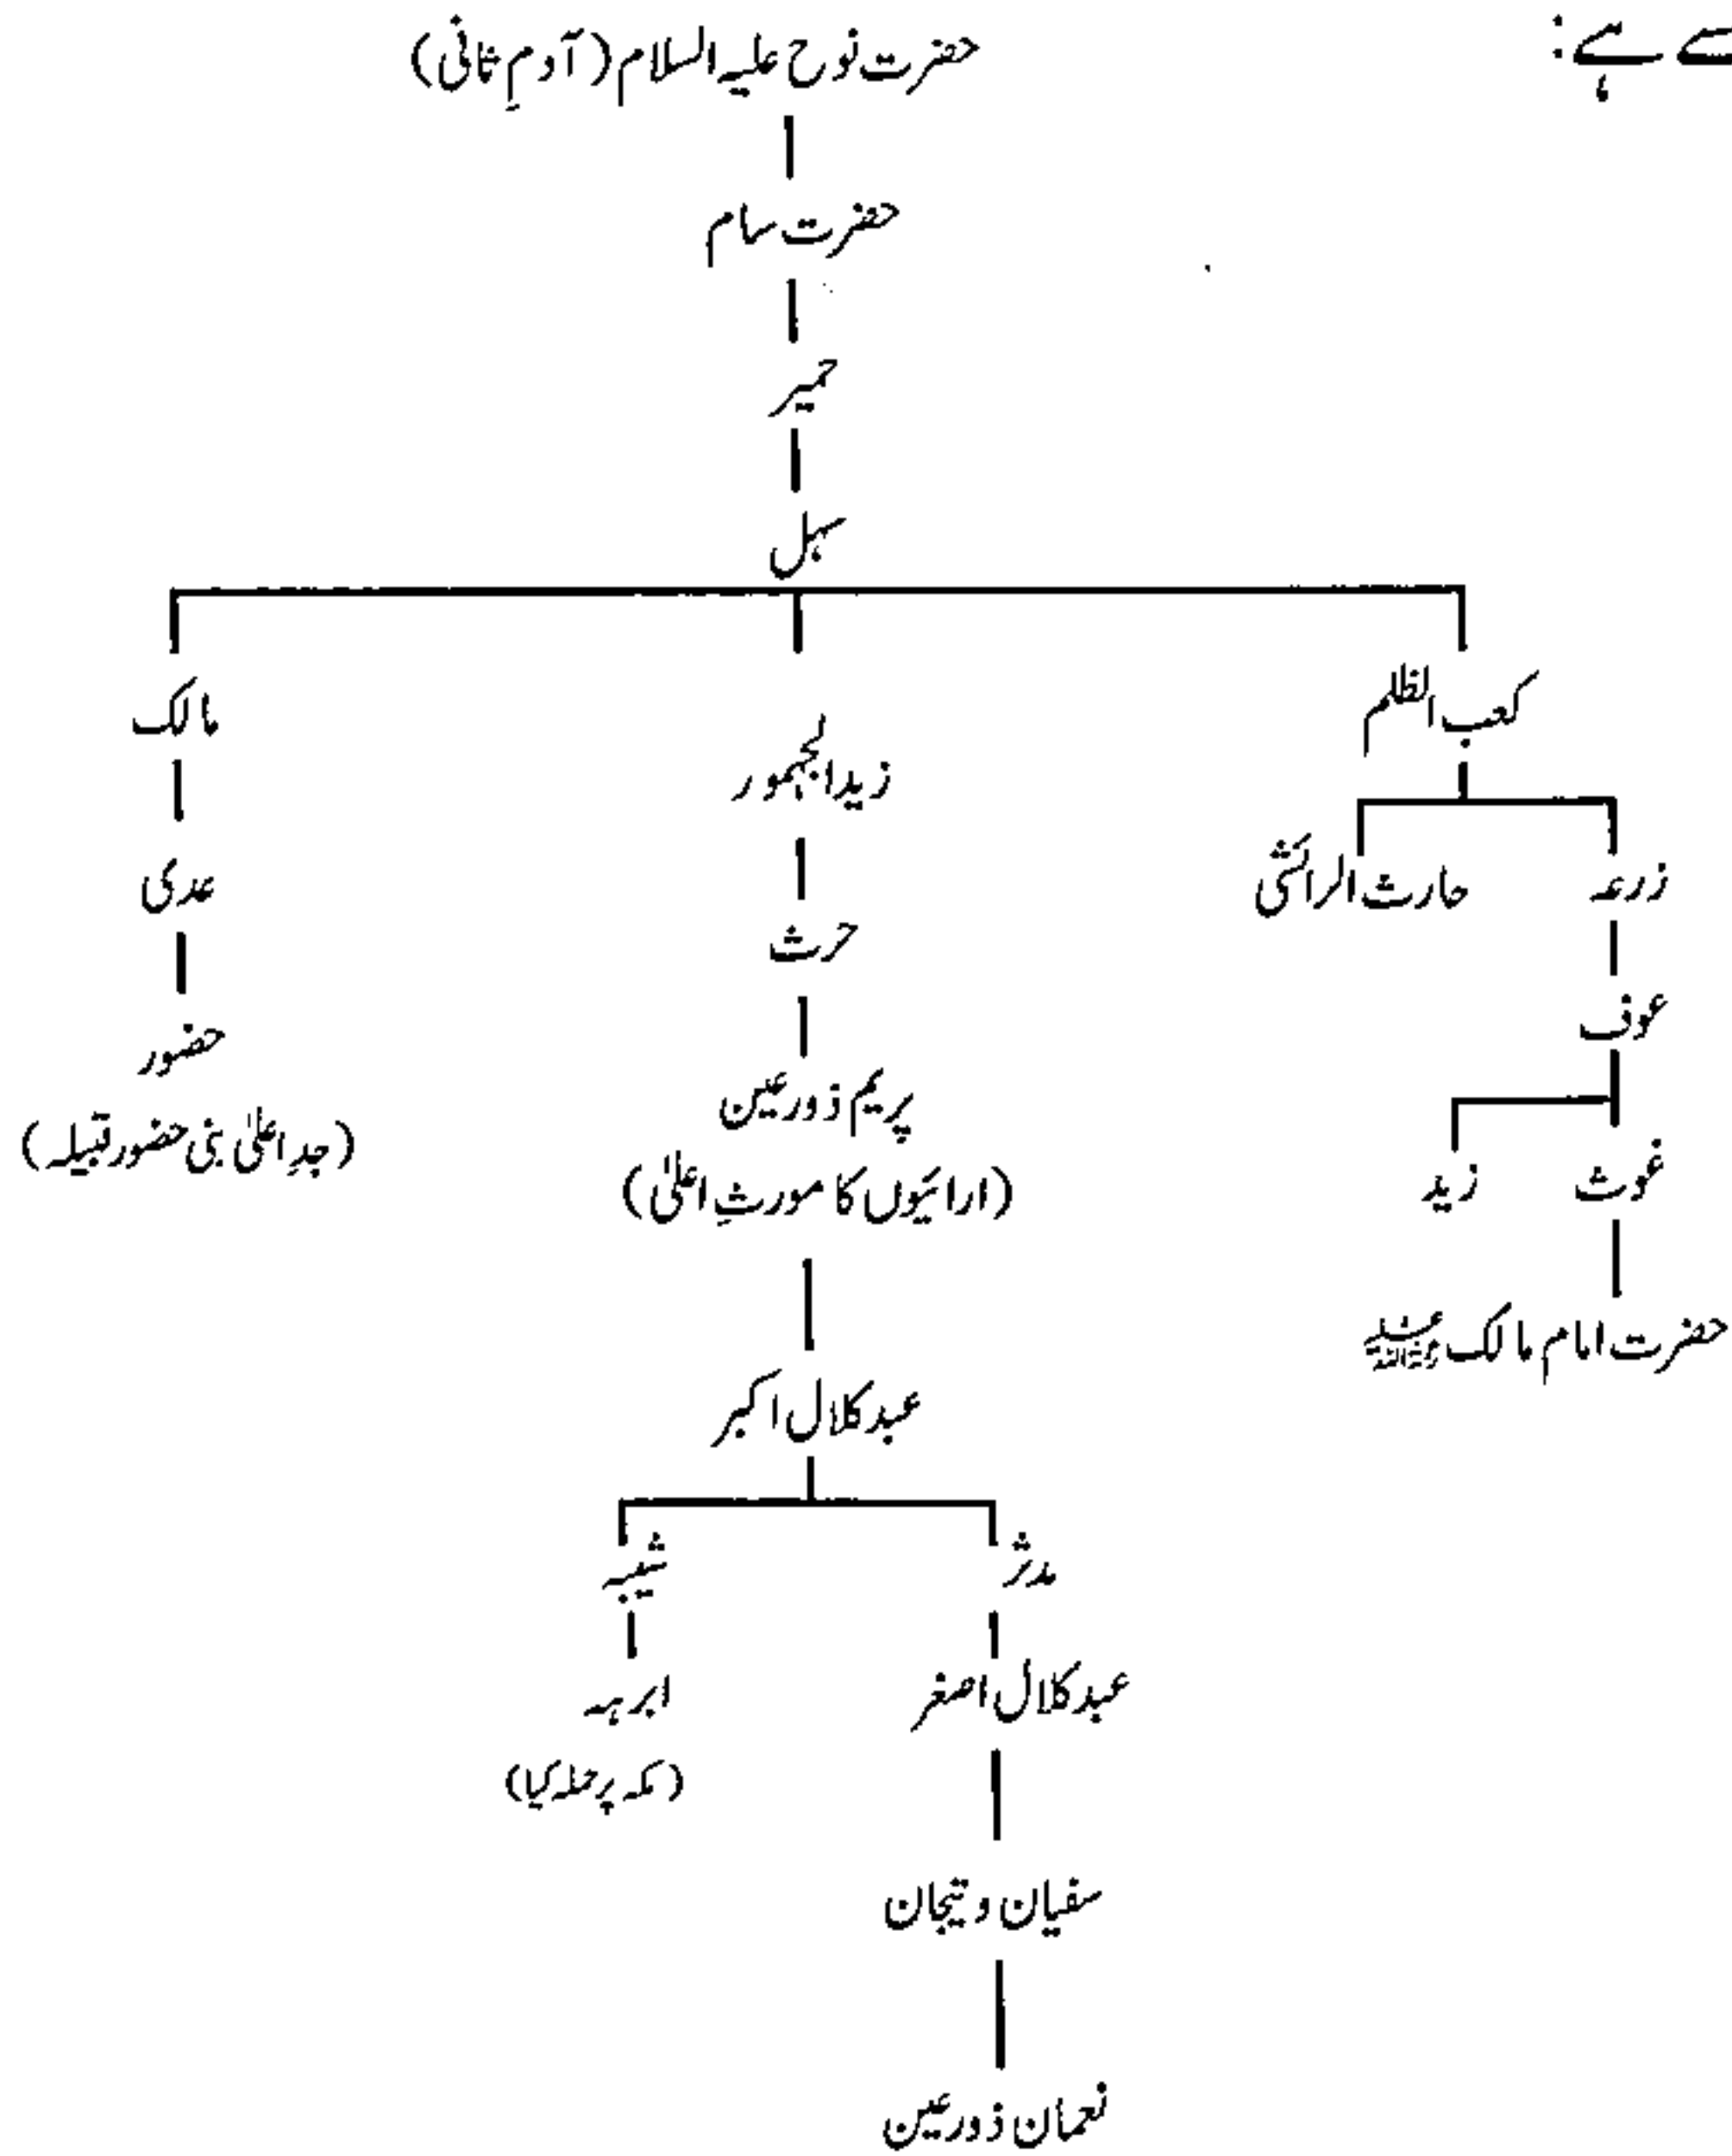 سے ہے:
حضرت نوح علیہ السلام (آدمِ ثانی)
حضرت سام
حمیر
سہل
کعب الظلم
زید الجمہور
مالک
زرعہ
حارث الرائشی
حرث
عدی
عوف
حضور
(جدِ اعلیٰ بنی حضور قبیلہ)
پریم ذورعین
(ارائیوں کا مورثِ اعلیٰ)
غوث
زید
حضرت امام مالک رحمۃ اللہ علیہ
عبد کلال اکبر
مدثر
شیبہ
عبد کلال اصغر
ابرہہ
(مکہ پر حملہ کیا)
سفیان و تیجان
نعمان ذورعین